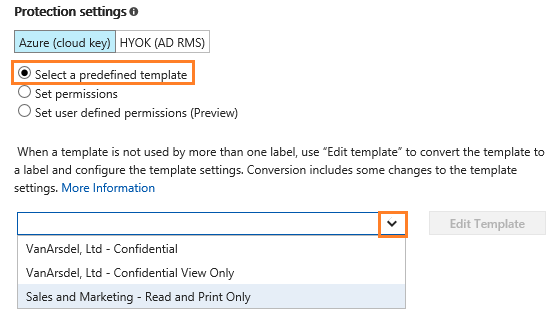 Protection settings
Azure (cloud key) HYOK (AD RMS)
Select a predefined template
Set permissions
Set user defined permissions (Preview)
When a template is not used by more than one label, use “Edit template” to convert the template to
a label and configure the template settings. Conversion includes some changes to the template
settings. More Information
Edit Template
VanArsdel, Ltd - Confidential
VanArsdel, Ltd - Confidential View Only
Sales and Marketing - Read and Print Only